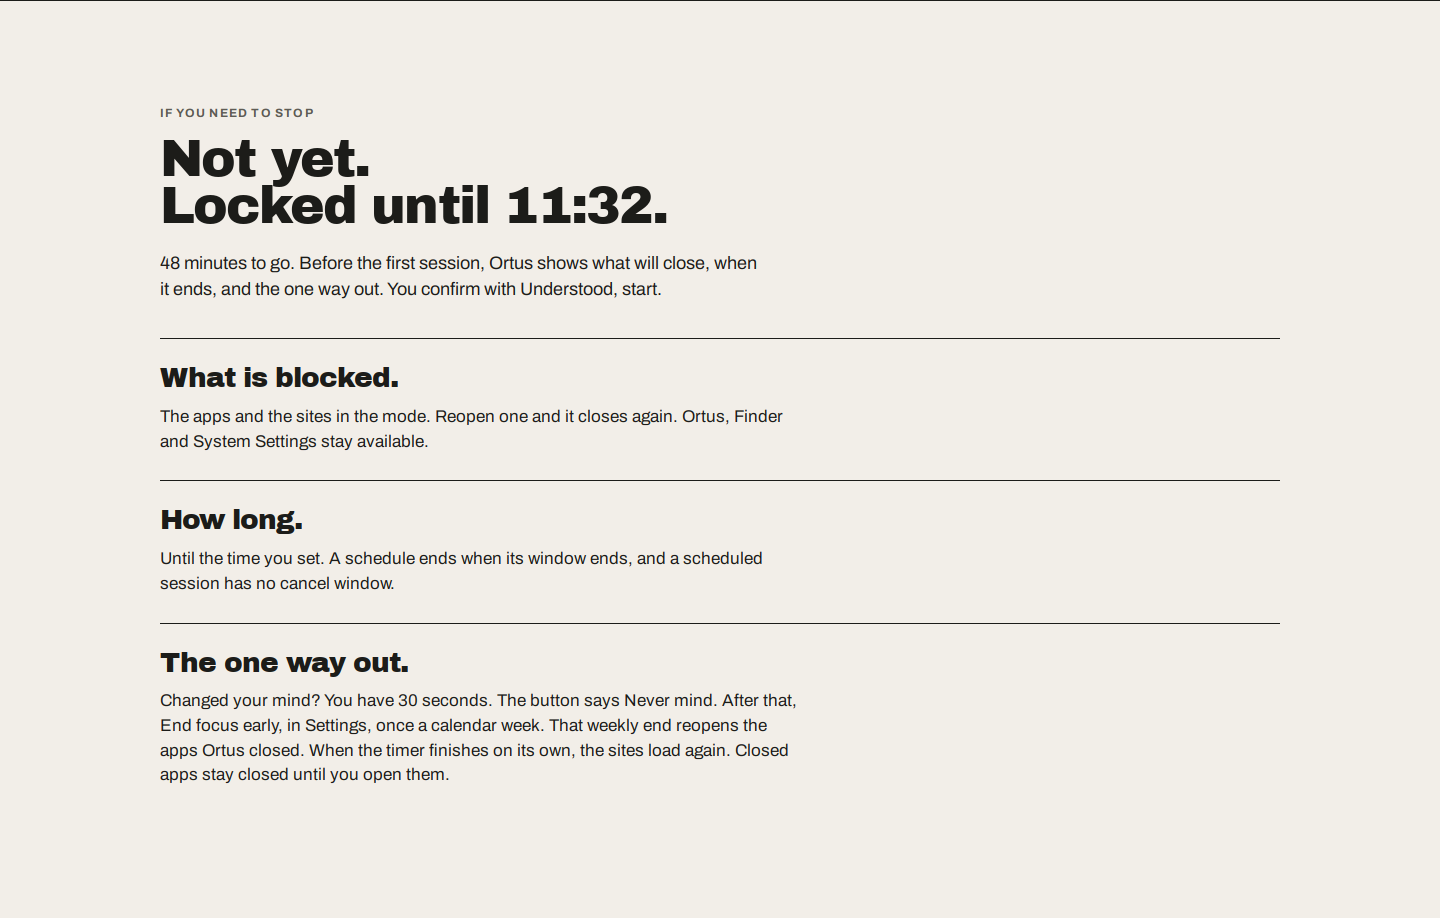 IF YOU NEED TO STOP
Not yet.
Locked until 11:32.
48 minutes to go. Before the first session, Ortus shows what will close, when
it ends, and the one way out. You confirm with Understood, start.
What is blocked.
The apps and the sites in the mode. Reopen one and it closes again. Ortus, Finder
and System Settings stay available.
How long.
Until the time you set. A schedule ends when its window ends, and a scheduled
session has no cancel window.
The one way out.
Changed your mind? You have 30 seconds. The button says Never mind. After that,
End focus early, in Settings, once a calendar week. That weekly end reopens the
apps Ortus closed. When the timer finishes on its own, the sites load again. Closed
apps stay closed until you open them.